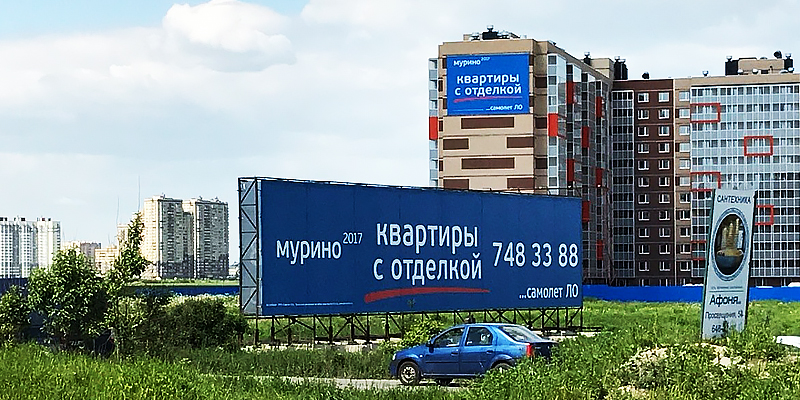 мурино 2017
квартиры
с отделкой
...самолет ЛО
мурино 2017
квартиры
с отделкой
748 33 88
...самолет ЛО
САНТЕХНИКА
Афоня
Просвещения, 54